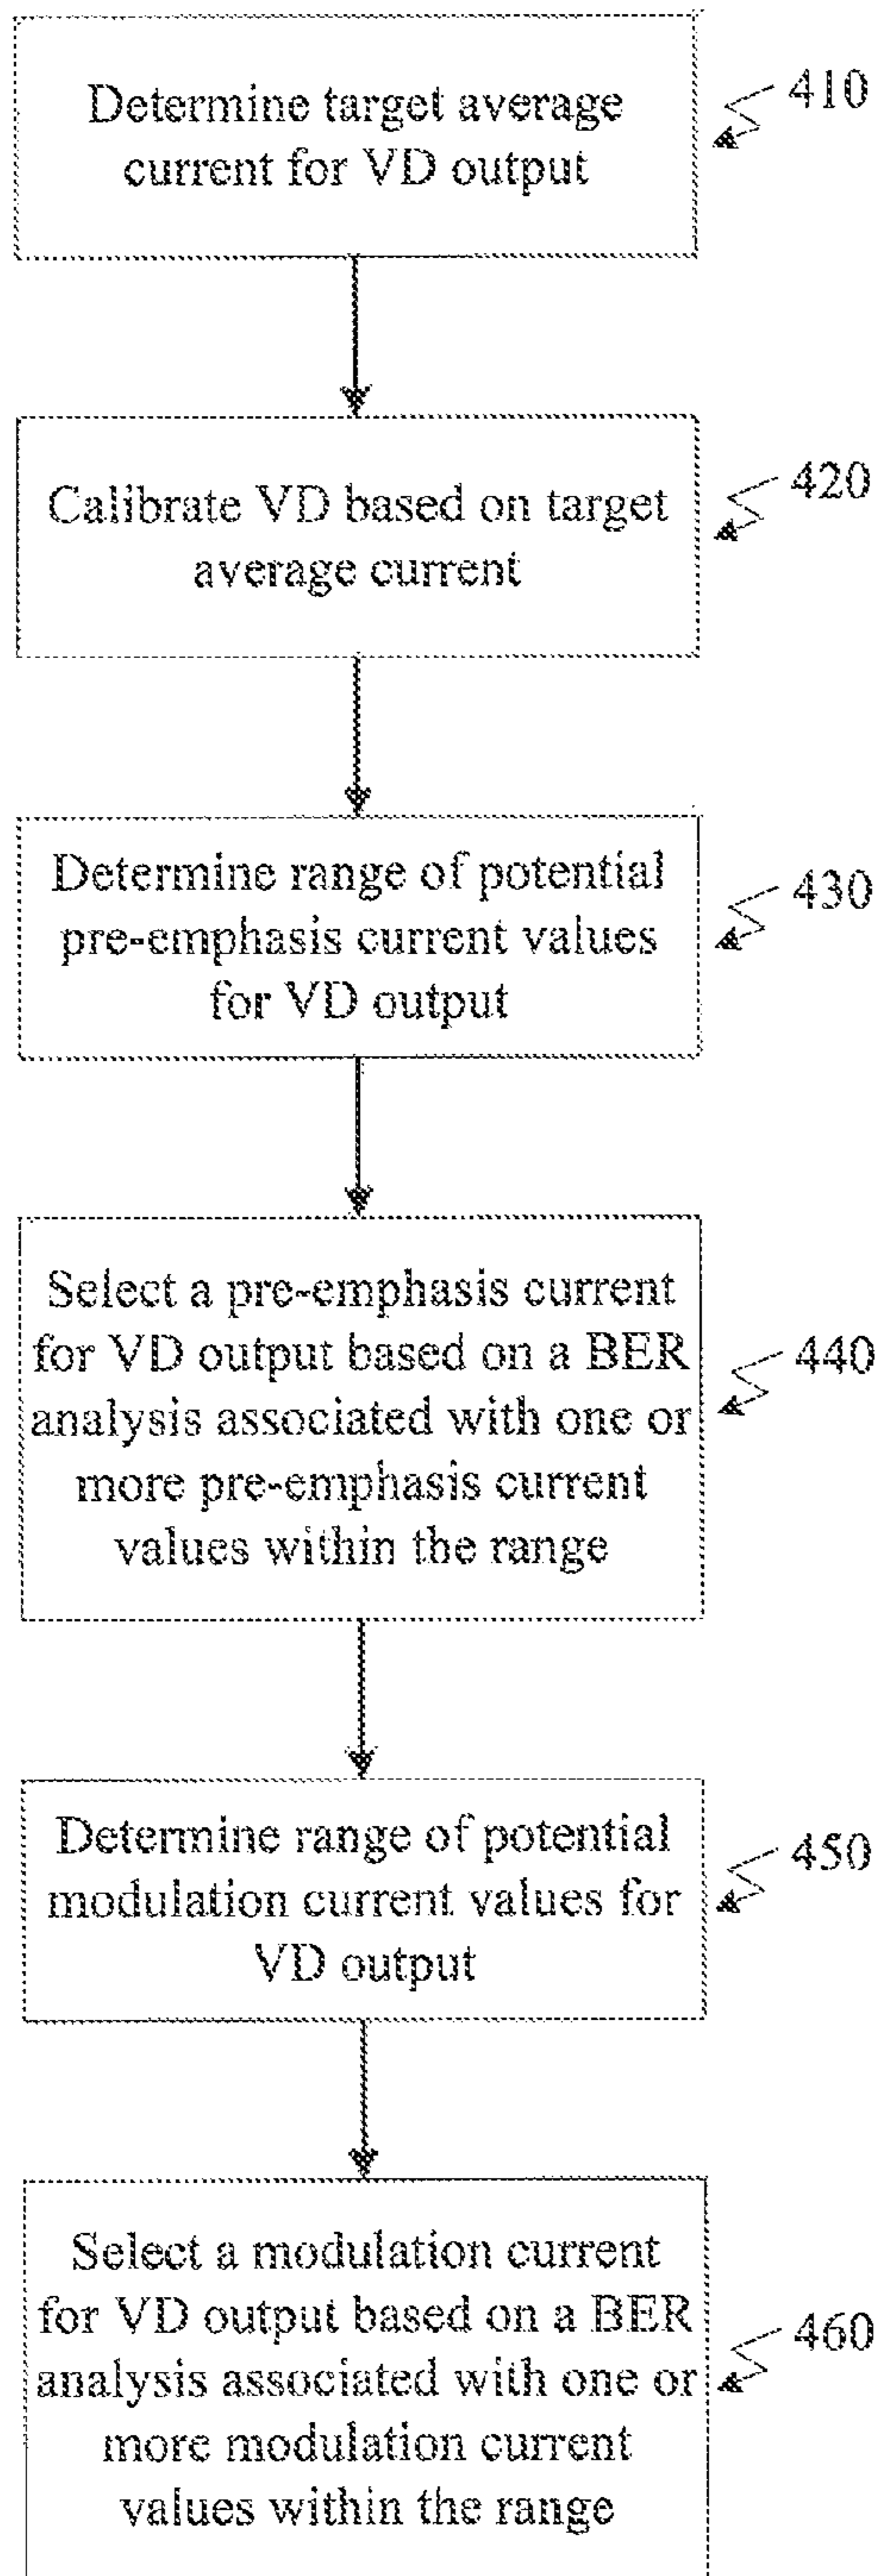 Determine target average
current for VD output
410
Calibrate VD based on target
average current
420
Determine range of potential
pre-emphasis current values
for VD output
430
Select a pre-emphasis current
for VD output based on a BER
analysis associated with one or
more pre-emphasis current
values within the range
440
Determine range of potential
modulation current values for
VD output
450
Select a modulation current
for VD output based on a BER
analysis associated with one or
more modulation current
values within the range
460